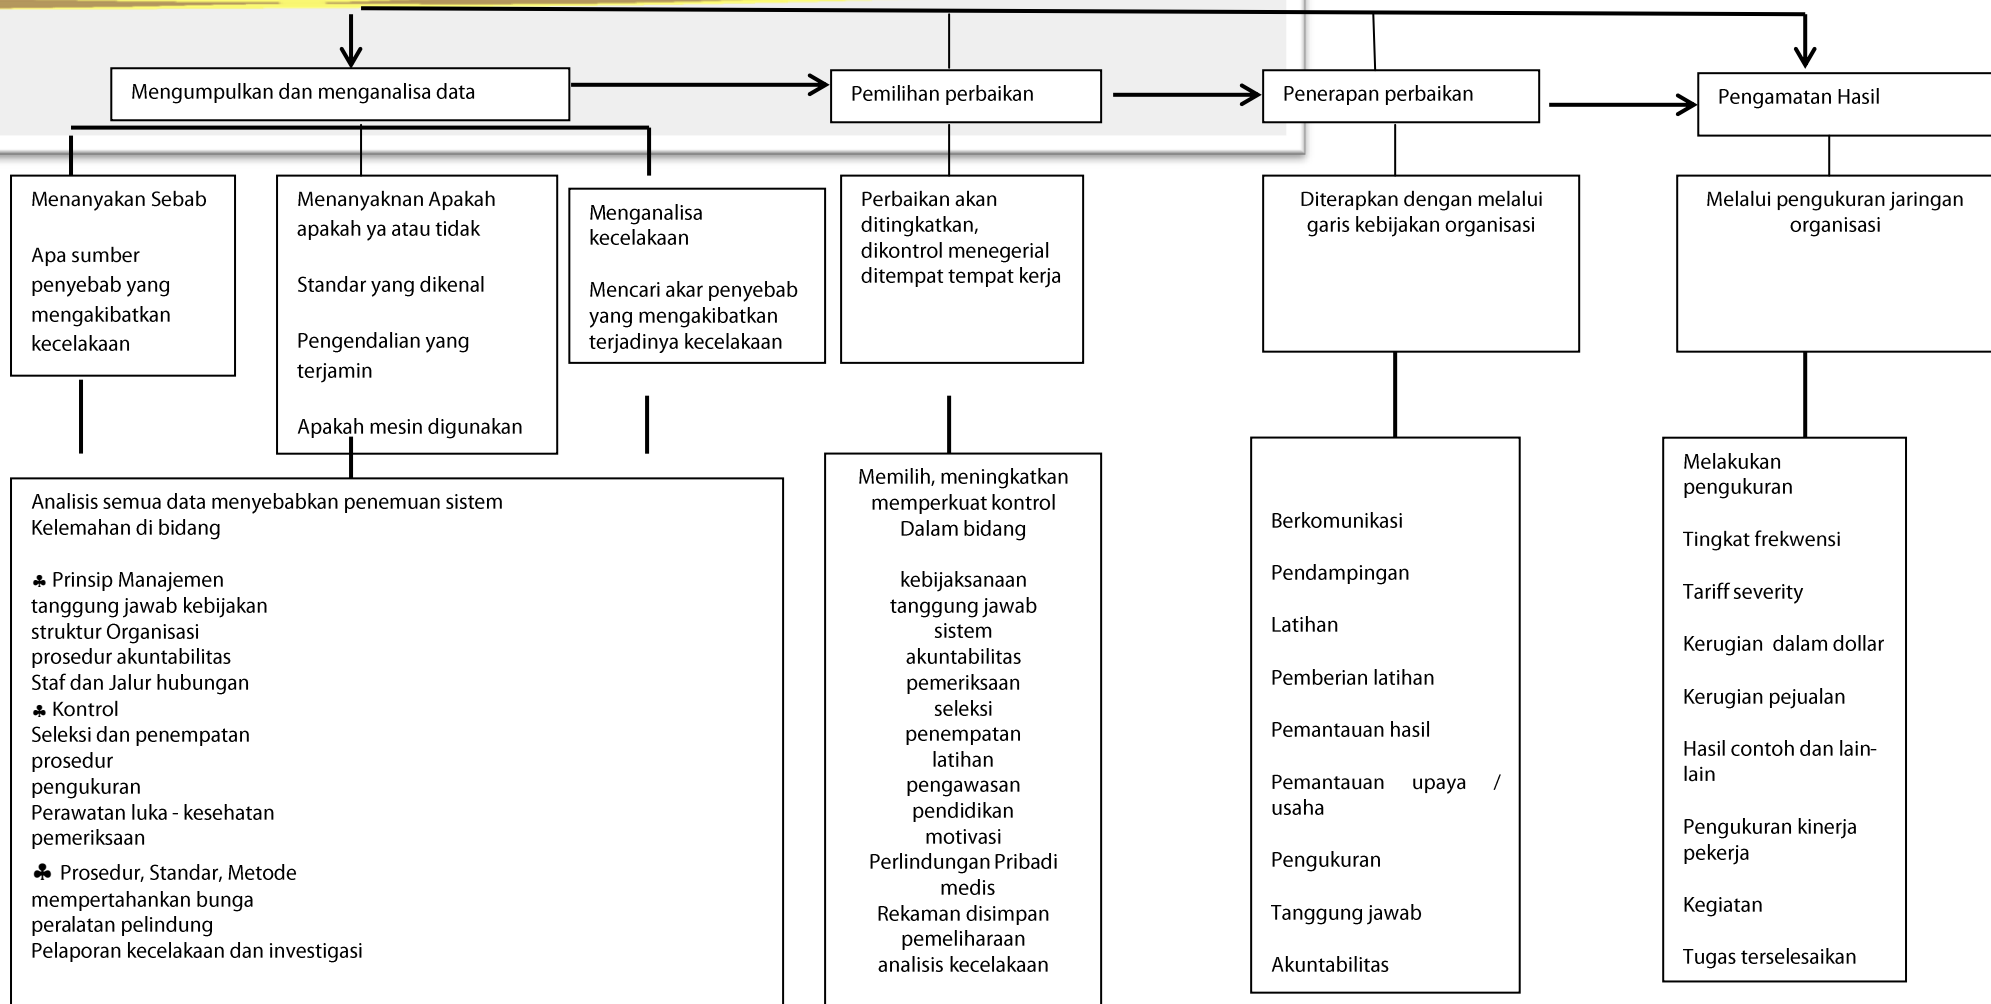 Mengumpulkan dan menganalisa data
Pemilihan perbaikan
Penerapan perbaikan
Pengamatan Hasil
Menanyakan Sebab
Apa sumber
penyebab yang
mengakibatkan
kecelakaan
Menanyaknan Apakah
apakah ya atau tidak
Standar yang dikenal
Pengendalian yang
terjamin
Apakah mesin digunakan
Menganalisa
kecelakaan
Mencari akar penyebab
yang mengakibatkan
terjadinya kecelakaan
Perbaikan akan
ditingkatkan,
dikontrol menegerial
ditempat tempat kerja
Diterapkan dengan melalui
garis kebijakan organisasi
Melalui pengukuran jaringan
organisasi
Analisis semua data menyebabkan penemuan sistem
Kelemahan di bidang
♣ Prinsip Manajemen
tanggung jawab kebijakan
struktur Organisasi
prosedur akuntabilitas
Staf dan Jalur hubungan
♣ Kontrol
Seleksi dan penempatan
prosedur
pengukuran
Perawatan luka - kesehatan
pemeriksaan
♣ Prosedur, Standar, Metode
mempertahankan bunga
peralatan pelindung
Pelaporan kecelakaan dan investigasi
Memilih, meningkatkan
memperkuat kontrol
Dalam bidang
kebijaksanaan
tanggung jawab
sistem
akuntabilitas
pemeriksaan
seleksi
penempatan
latihan
pengawasan
pendidikan
motivasi
Perlindungan Pribadi
medis
Rekaman disimpan
pemeliharaan
analisis kecelakaan
Berkomunikasi
Pendampingan
Latihan
Pemberian latihan
Pemantauan hasil
Pemantauan upaya /
usaha
Pengukuran
Tanggung jawab
Akuntabilitas
Melakukan
pengukuran
Tingkat frekwensi
Tariff severity
Kerugian dalam dollar
Kerugian pejualan
Hasil contoh dan lain-
lain
Pengukuran kinerja
pekerja
Kegiatan
Tugas terselesaikan